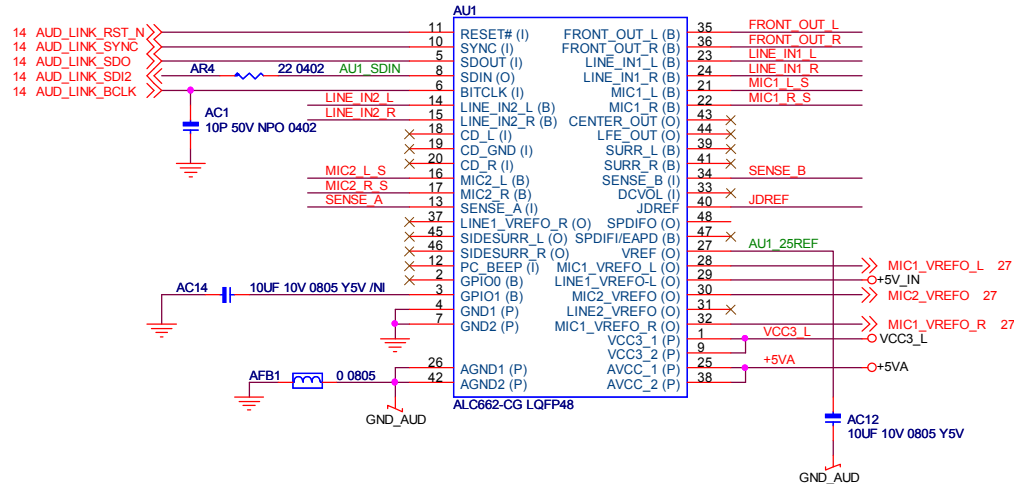 AU1
14 AUD_LINK_RST_N 11 RESET# (I) FRONT_OUT_L (B) 35 FRONT_OUT_L
14 AUD_LINK_SYNC 10 SYNC (I) FRONT_OUT_R (B) 36 FRONT_OUT_R
14 AUD_LINK_SDO 5 SDOUT (I) LINE_IN1_L (B) 23 LINE_IN1_L
14 AUD_LINK_SDI2 AR4 22 0402 AU1_SDIN 8 SDIN (O) LINE_IN1_R (B) 24 LINE_IN1_R
14 AUD_LINK_BCLK 6 BITCLK (I) MIC1_L (B) 21 MIC1_L_S
LINE_IN2_L 14 LINE_IN2_L (B) MIC1_R (B) 22 MIC1_R_S
AC1 LINE_IN2_R 15 LINE_IN2_R (B) CENTER_OUT (O) 43
10P 50V NPO 0402 18 CD_L (I) LFE_OUT (O) 44
19 CD_GND (I) SURR_L (B) 39
20 CD_R (I) SURR_R (B) 41
MIC2_L_S 16 MIC2_L (B) SENSE_B (I) 34 SENSE_B
MIC2_R_S 17 MIC2_R (B) DCVOL (I) 33
SENSE_A 13 SENSE_A (I) JDREF 40 JDREF
37 LINE1_VREFO_R (O) SPDIFO (O) 48
45 SIDESURR_L (O) SPDIFI/EAPD (B) 47
46 SIDESURR_R (O) VREF (O) 27 AU1_25REF
12 PC_BEEP (I) MIC1_VREFO_L (O) 28 MIC1_VREFO_L 27
2 GPIO0 (B) LINE1_VREFO-L (O) 29 +5V_IN
AC14 10UF 10V 0805 Y5V /NI 3 GPIO1 (B) MIC2_VREFO (O) 30 MIC2_VREFO 27
4 GND1 (P) LINE2_VREFO (O) 31
7 GND2 (P) MIC1_VREFO_R (O) 32 MIC1_VREFO_R 27
VCC3_1 (P) 1 VCC3_L VCC3_L
VCC3_2 (P) 9
AFB1 0 0805 26 AGND1 (P) AVCC_1 (P) 25 +5VA +5VA
42 AGND2 (P) AVCC_2 (P) 38
ALC662-CG LQFP48
GND_AUD
AC12
10UF 10V 0805 Y5V
GND_AUD